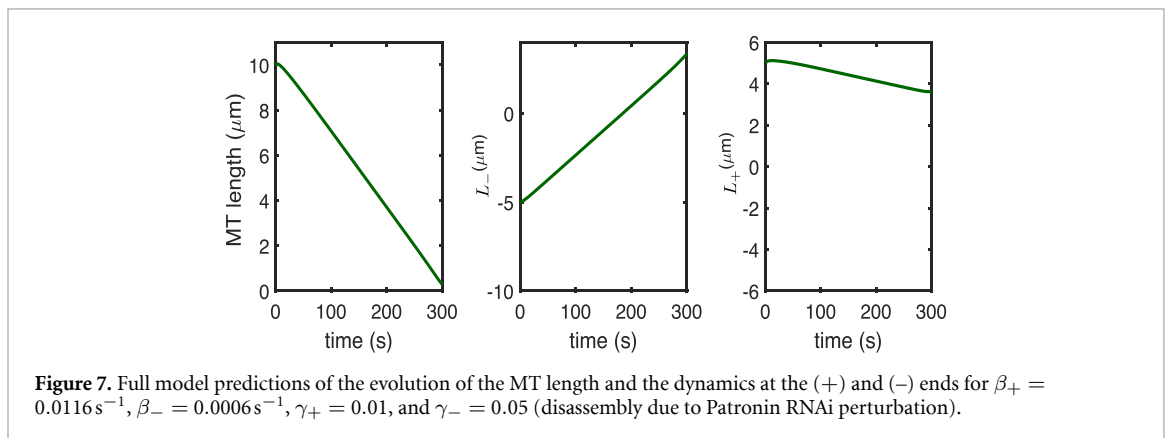 10
8
6
4
2
0
MT length (μm)
0 100 200 300
time (s)
0
-5
-10
L₋(μm)
0 100 200 300
time (s)
6
4
2
0
-2
-4
-6
L₊(μm)
0 100 200 300
time (s)
Figure 7. Full model predictions of the evolution of the MT length and the dynamics at the (+) and (–) ends for β₊ =
0.0116 s⁻¹, β₋ = 0.0006 s⁻¹, γ₊ = 0.01, and γ₋ = 0.05 (disassembly due to Patronin RNAi perturbation).